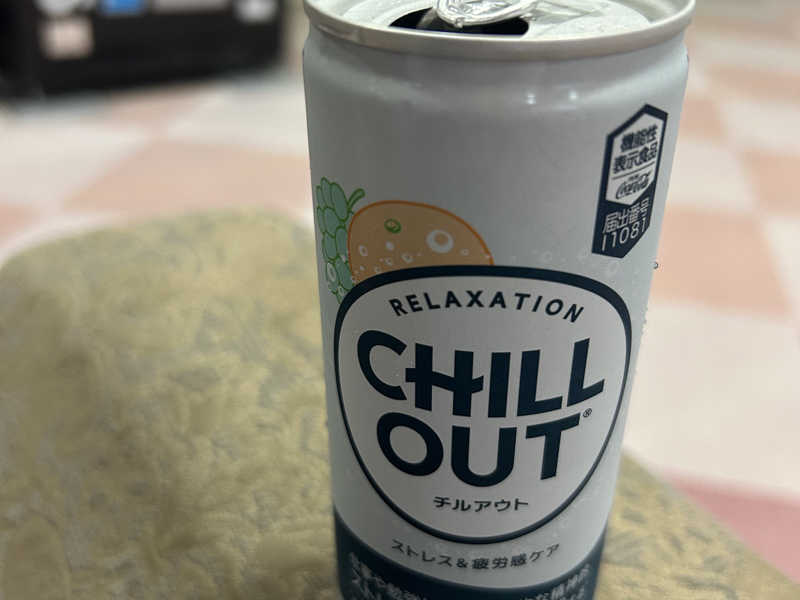 機能性
表示食品
Coca-Cola
届出番号
I1081
RELAXATION
CHILL
OUT®
チルアウト
ストレス&疲労感ケア